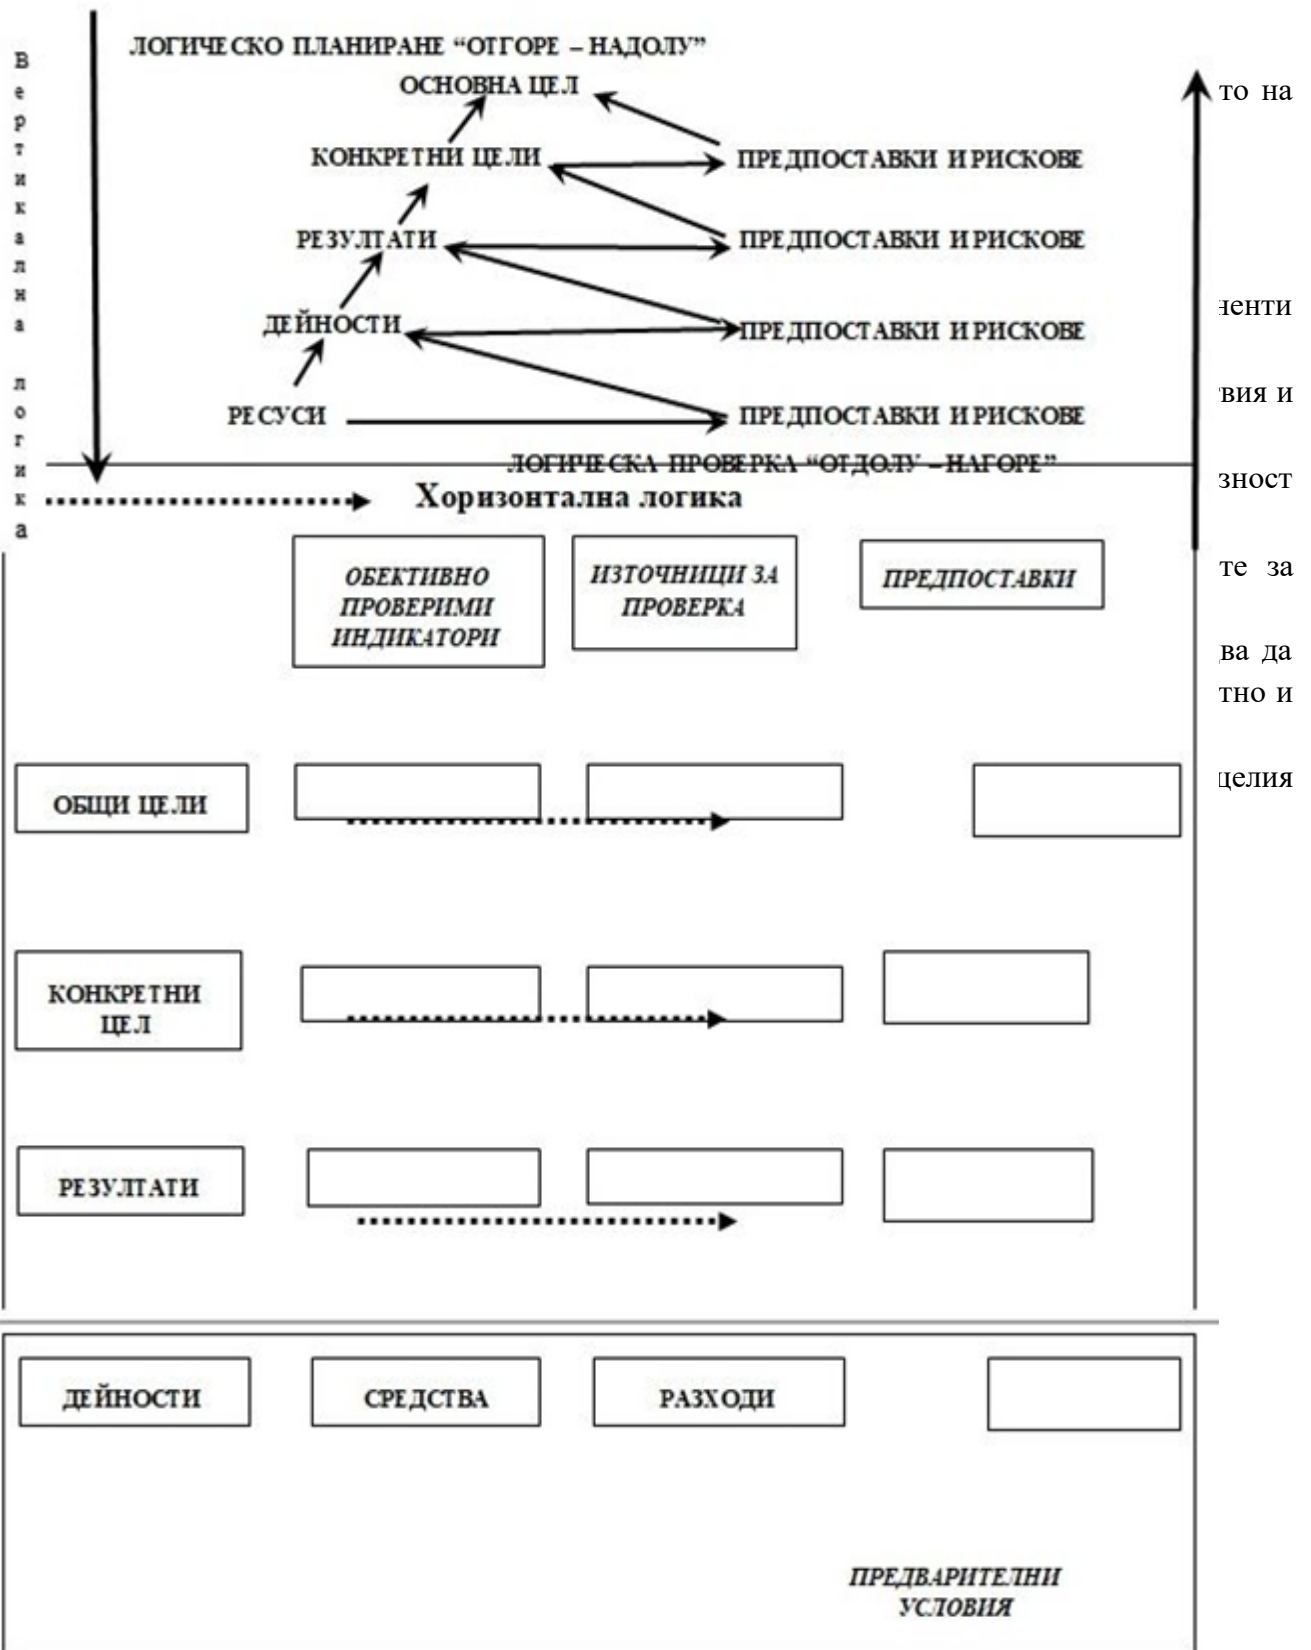 Вертикална логика
ЛОГИЧЕСКО ПЛАНИРАНЕ “ОТГОРЕ – НАДОЛУ”
ОСНОВНА ЦЕЛ
КОНКРЕТНИ ЦЕЛИ
ПРЕДПОСТАВКИ И РИСКОВЕ
РЕЗУЛТАТИ
ПРЕДПОСТАВКИ И РИСКОВЕ
ДЕЙНОСТИ
ПРЕДПОСТАВКИ И РИСКОВЕ
РЕСУСИ
ПРЕДПОСТАВКИ И РИСКОВЕ
ЛОГИЧЕСКА ПРОВЕРКА “ОТДОЛУ – НАГОРЕ”
Хоризонтална логика
ОБЕКТИВНО
ПРОВЕРИМИ
ИНДИКАТОРИ
ИЗТОЧНИЦИ ЗА
ПРОВЕРКА
ПРЕДПОСТАВКИ
ОБЩИ ЦЕЛИ
КОНКРЕТНИ
ЦЕЛ
РЕЗУЛТАТИ
ДЕЙНОСТИ
СРЕДСТВА
РАЗХОДИ
ПРЕДВАРИТЕЛНИ
УСЛОВИЯ
то на
вия и
те за
ва да
тно и
целия